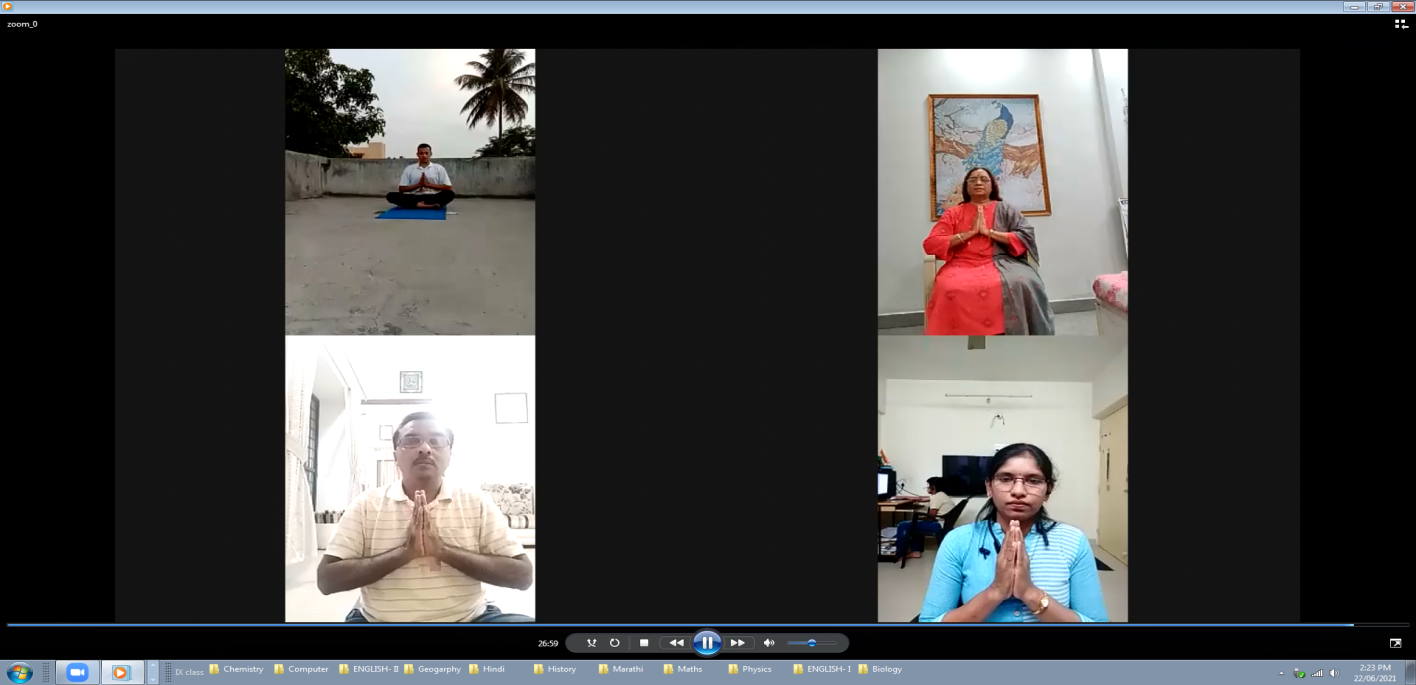 zoom_0
26:59
IX class
Chemistry
Computer
ENGLISH- II
Geogarphy
Hindi
History
Marathi
Maths
Physics
ENGLISH- I
Biology
2:23 PM
22/06/2021